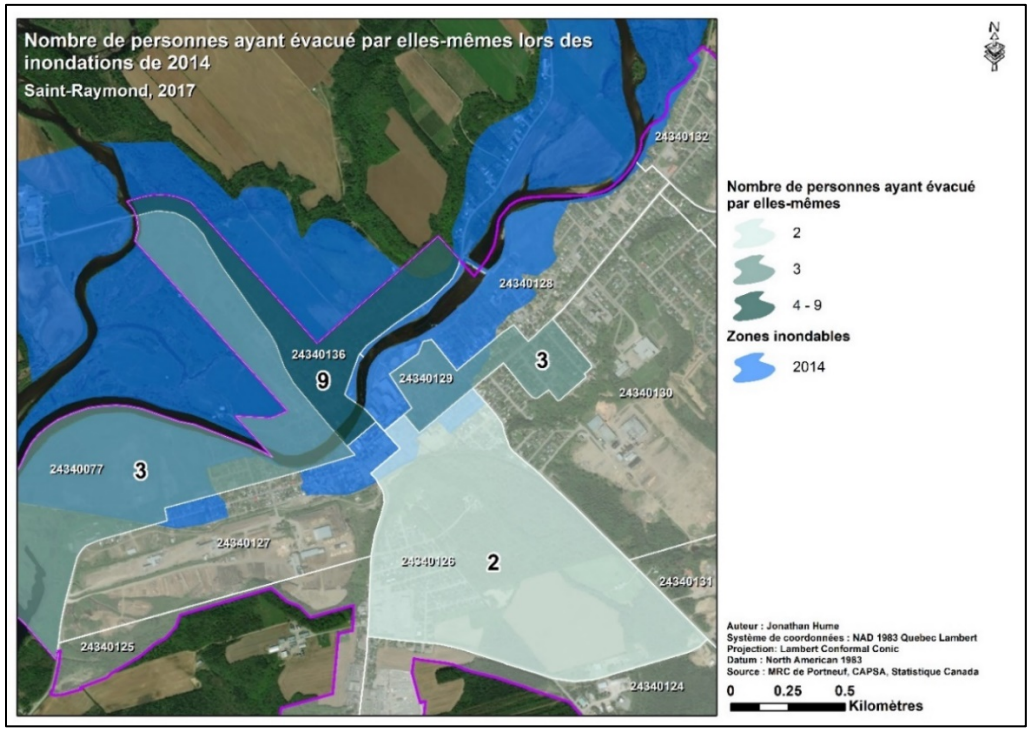 Nombre de personnes ayant évacué par elles-mêmes lors des
inondations de 2014
Saint-Raymond, 2017
N
24340132
24340128
24340136
9
24340129
3
24340130
24340077
3
24340127
24340126
2
24340131
24340125
24340124
Nombre de personnes ayant évacué
par elles-mêmes
2
3
4 - 9
Zones inondables
2014
Auteur : Jonathan Hume
Système de coordonnées : NAD 1983 Quebec Lambert
Projection: Lambert Conformal Conic
Datum : North American 1983
Source : MRC de Portneuf, CAPSA, Statistique Canada
0 0.25 0.5
Kilomètres